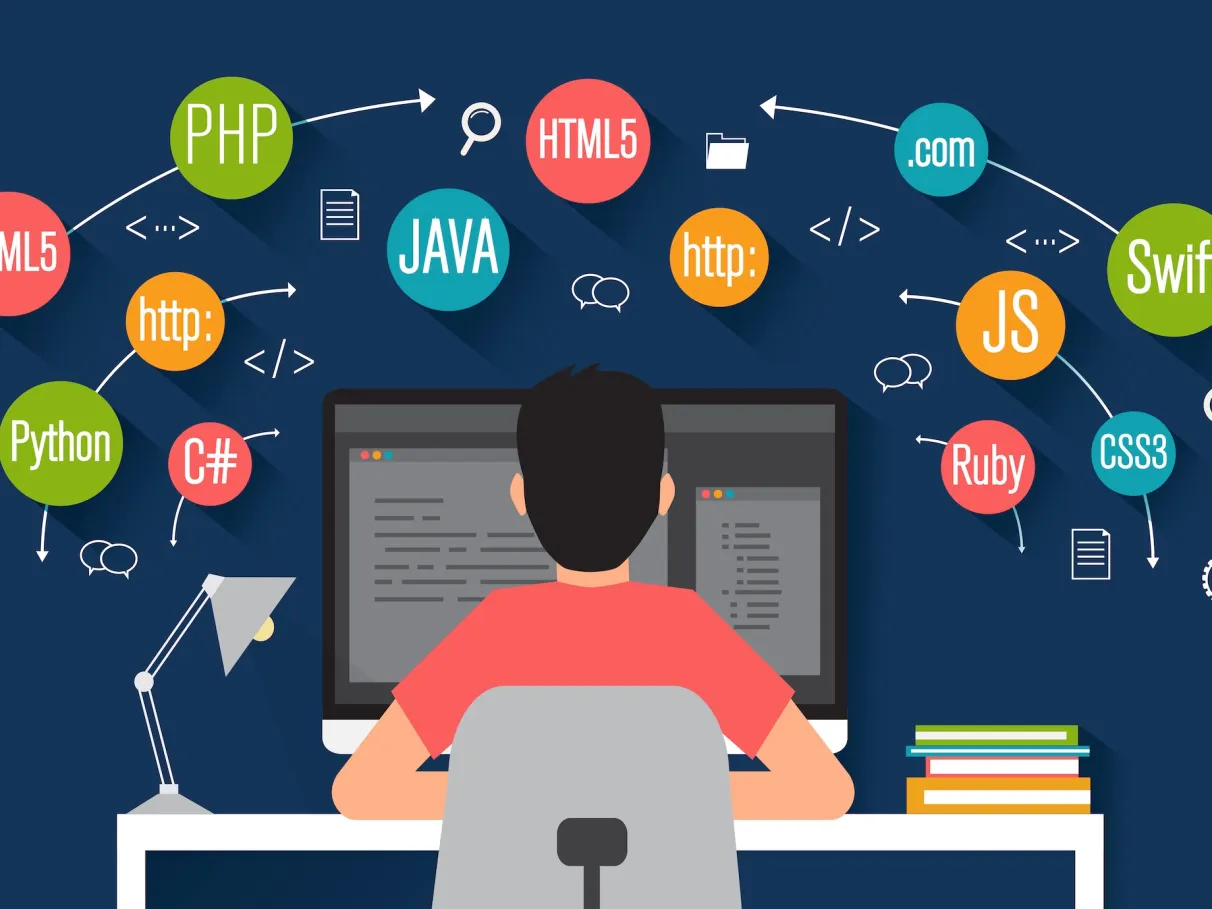 PHP
HTML5
.com
ML5
<...>
JAVA
http:
</>
<...>
Swif
http:
JS
</>
Python
C#
Ruby
CSS3